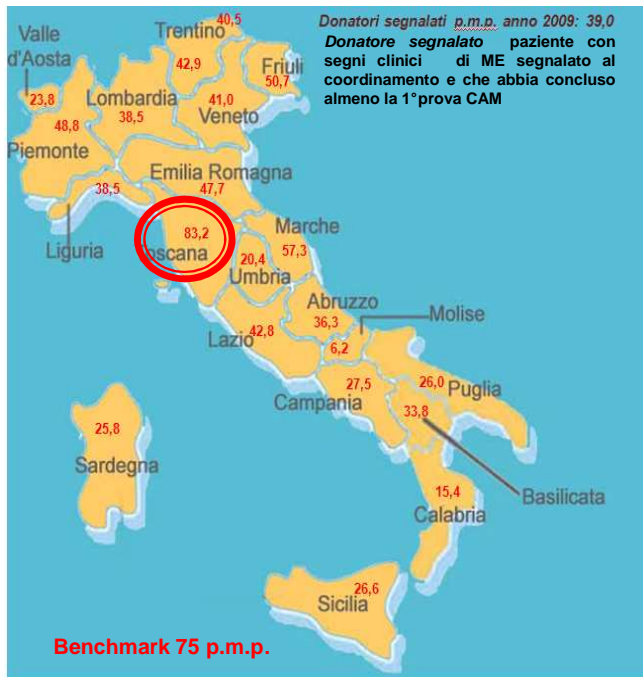 Donatori segnalati p.m.p. anno 2009: 39,0
Donatore segnalato paziente con
segni clinici di ME segnalato al
coordinamento e che abbia concluso
almeno la 1°prova CAM
40,5
Trentino
Valle
d'Aosta
42,9
Friuli
50,7
23,8
Lombardia
38,5
41,0
Veneto
48,8
Piemonte
Emilia Romagna
47,7
38,5
Liguria
83,2
Toscana
Marche
57,3
20,4
Umbria
Abruzzo
36,3
Molise
Lazio
42,8
6,2
27,5
Campania
26,0
Puglia
33,8
Basilicata
25,8
Sardegna
15,4
Calabria
26,6
Sicilia
Benchmark 75 p.m.p.